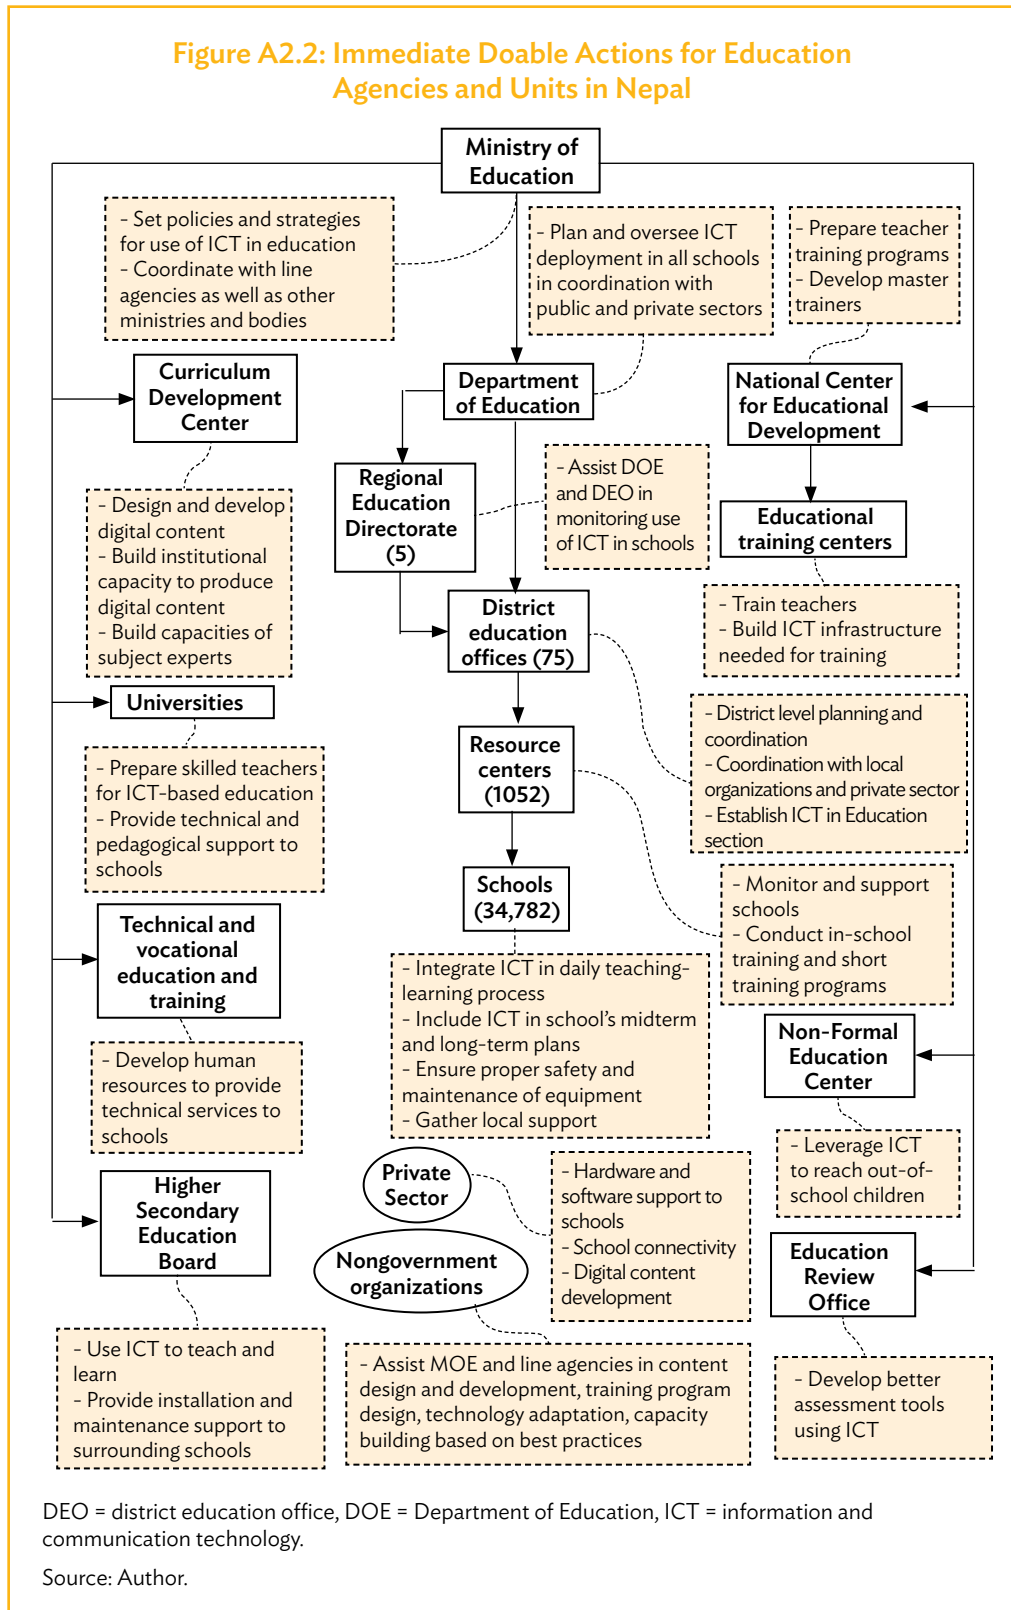 Figure A2.2: Immediate Doable Actions for Education
Agencies and Units in Nepal
Ministry of
Education
- Set policies and strategies
for use of ICT in education
- Coordinate with line
agencies as well as other
ministries and bodies
- Plan and oversee ICT
deployment in all schools
in coordination with
public and private sectors
- Prepare teacher
training programs
- Develop master
trainers
Curriculum
Development
Center
Department
of Education
National Center
for Educational
Development
Regional
Education
Directorate
(5)
- Assist DOE
and DEO in
monitoring use
of ICT in schools
- Design and develop
digital content
- Build institutional
capacity to produce
digital content
- Build capacities of
subject experts
Educational
training centers
District
education
offices (75)
- Train teachers
- Build ICT infrastructure
needed for training
Universities
- District level planning and
coordination
- Coordination with local
organizations and private sector
- Establish ICT in Education
section
Resource
centers
(1052)
- Prepare skilled teachers
for ICT-based education
- Provide technical and
pedagogical support to
schools
Schools
(34,782)
- Monitor and support
schools
- Conduct in-school
training and short
training programs
Technical and
vocational
education and
training
- Integrate ICT in daily teaching-
learning process
- Include ICT in school's midterm
and long-term plans
- Ensure proper safety and
maintenance of equipment
- Gather local support
Non-Formal
Education
Center
- Develop human
resources to provide
technical services to
schools
- Leverage ICT
to reach out-of-
school children
Private
Sector
- Hardware and
software support to
schools
- School connectivity
- Digital content
development
Higher
Secondary
Education
Board
Nongovernment
organizations
Education
Review
Office
- Use ICT to teach and
learn
- Provide installation and
maintenance support to
surrounding schools
- Assist MOE and line agencies in content
design and development, training program
design, technology adaptation, capacity
building based on best practices
- Develop better
assessment tools
using ICT
DEO = district education office, DOE = Department of Education, ICT = information and
communication technology.
Source: Author.